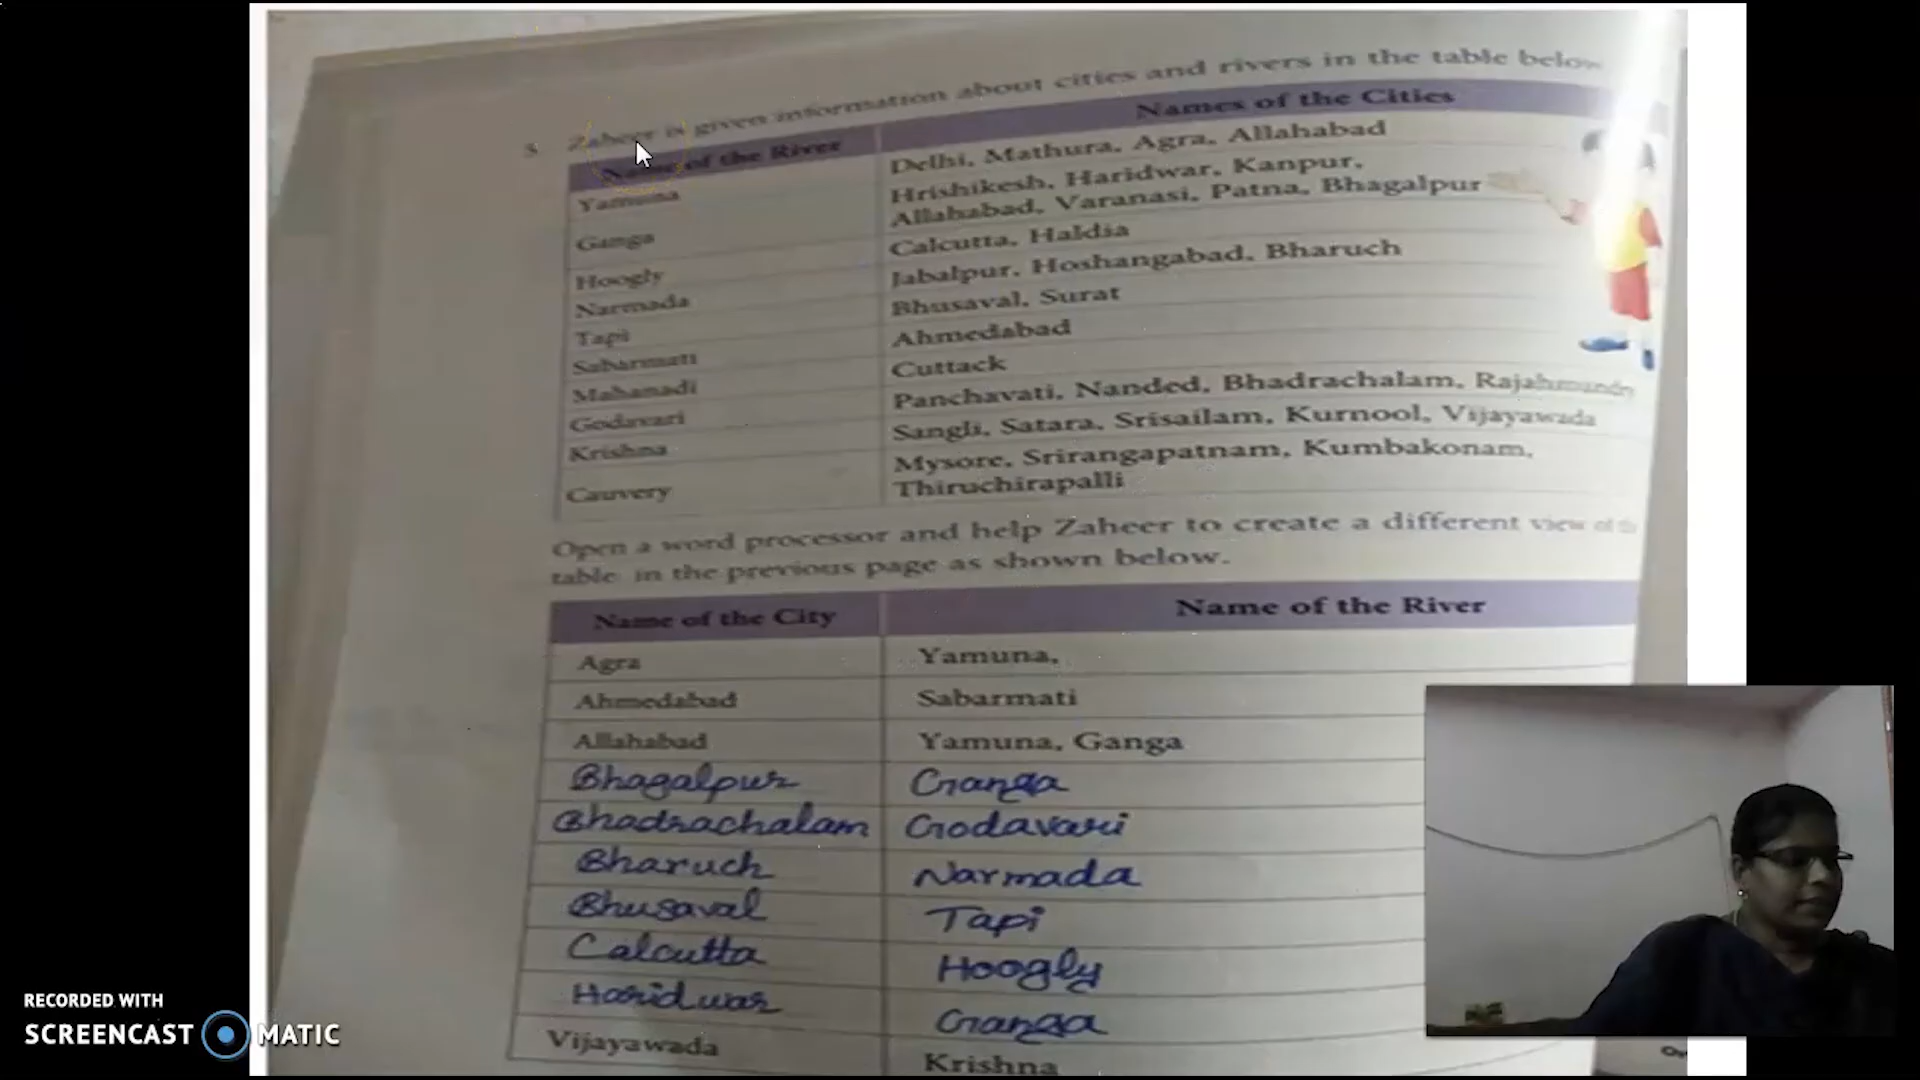 5 Zaheer is given information about cities and rivers in the table below
Name of the River Names of the Cities
Yamuna Delhi, Mathura, Agra, Allahabad
Ganga Hrishikesh, Haridwar, Kanpur,
Allahabad, Varanasi, Patna, Bhagalpur
Hoogly Calcutta, Haldia
Narmada Jabalpur, Hoshangabad, Bharuch
Tapi Bhusaval, Surat
Sabarmati Ahmedabad
Mahanadi Cuttack
Godavari Panchavati, Nanded, Bhadrachalam, Rajahmundry
Krishna Sangli, Satara, Srisailam, Kurnool, Vijayawada
Cauvery Mysore, Srirangapatnam, Kumbakonam,
Thiruchirapalli
Open a word processor and help Zaheer to create a different view of
table in the previous page as shown below.
Name of the City Name of the River
Agra Yamuna,
Ahmedabad Sabarmati
Allahabad Yamuna, Ganga
Bhagalpur Ganga
Bhadrachalam Godavari
Bharuch Narmada
Bhusaval Tapi
Calcutta Hoogly
Haridwar Ganga
Vijayawada Krishna
RECORDED WITH
SCREENCAST MATIC